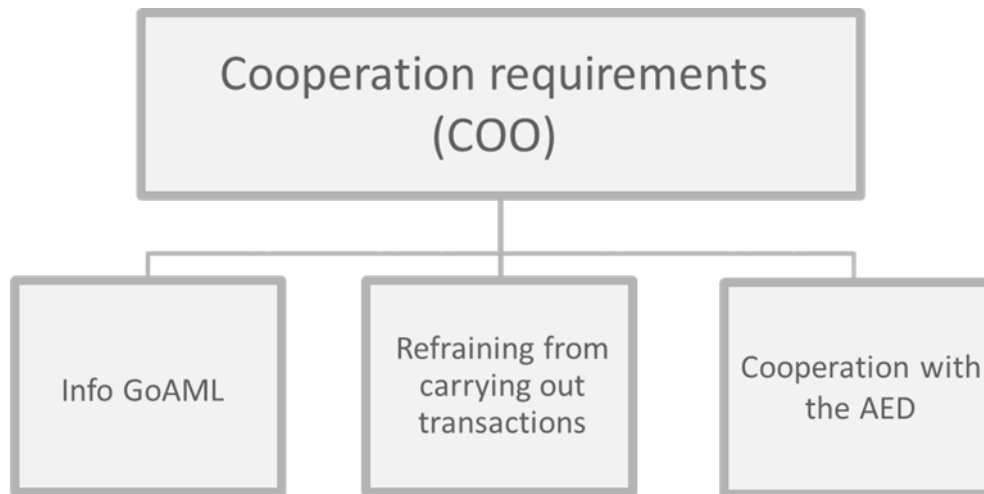 Cooperation requirements
(COO)
Info GoAML
Refraining from
carrying out
transactions
Cooperation with
the AED